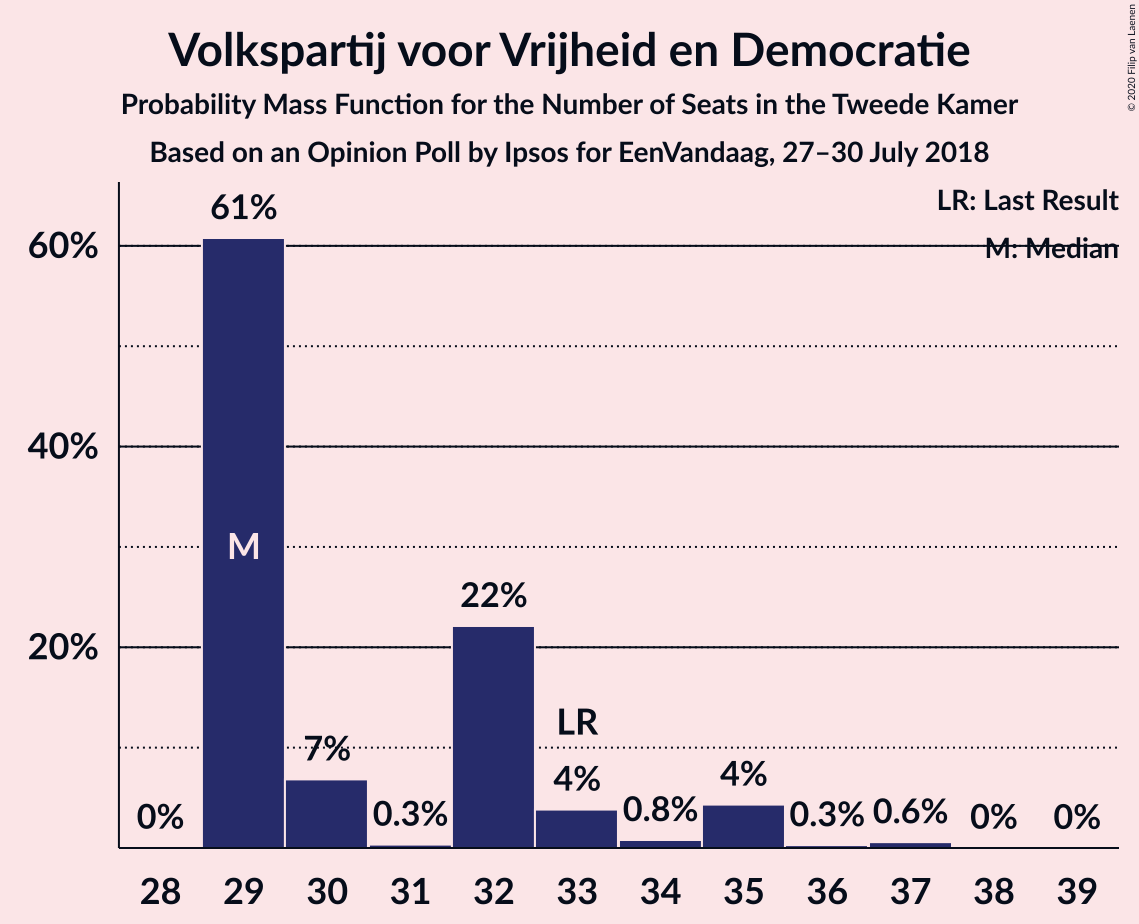 Volkspartij voor Vrijheid en Democratie
Probability Mass Function for the Number of Seats in the Tweede Kamer
Based on an Opinion Poll by Ipsos for EenVandaag, 27–30 July 2018
© 2020 Filip van Laenen
LR: Last Result
M: Median
60%
40%
20%
0%
61%
M
7%
0.3%
22%
LR
4%
0.8%
4%
0.3%
0.6%
0%
0%
28 29 30 31 32 33 34 35 36 37 38 39